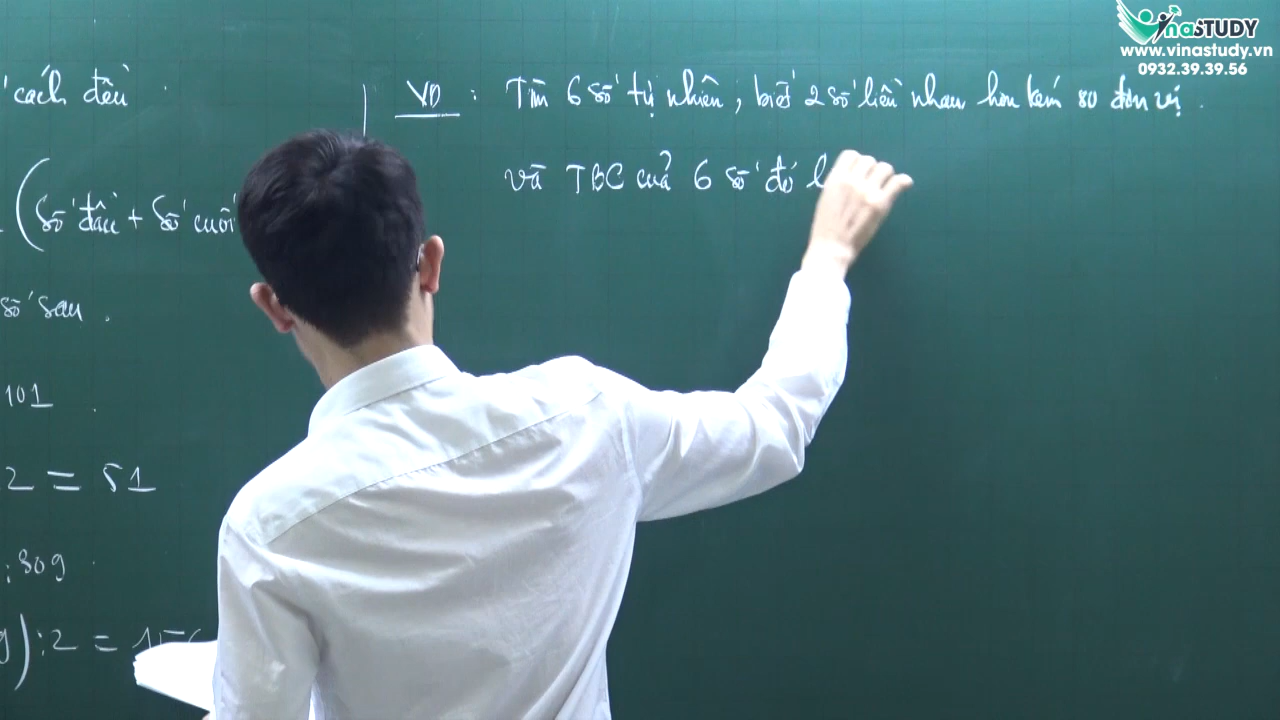 cách đều .
(số đầu + số cuối
số sau .
101 .
2 = 51
: 309 .
) : 2 =
VD : Tìm 6 số tự nhiên, biết 2 số liền nhau hơn kém 80 đơn vị .
và TBC của 6 số đó l
VinaSTUDY
www.vinastudy.vn
0932.39.39.56